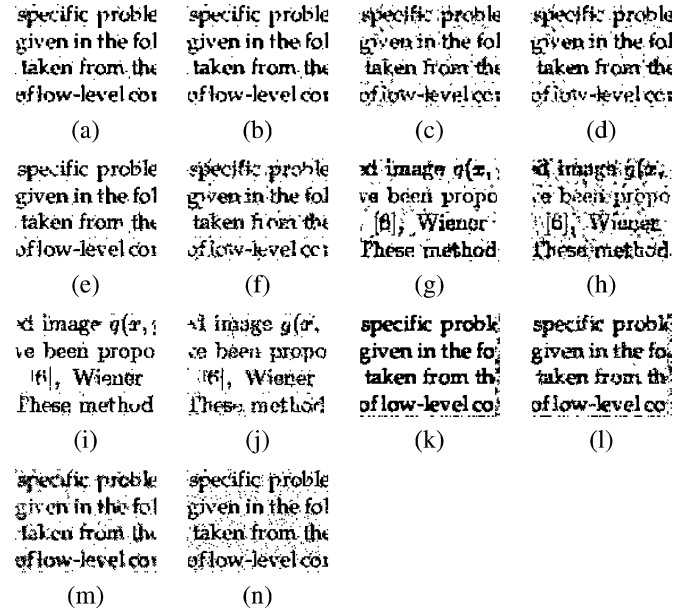 specific proble specific proble specific proble specific proble
given in the fol given in the fol given in the fol given in the fol
taken from the taken from the taken from the taken from the
of low-level cor of low-level cor of low-level cor of low-level cor
(a) (b) (c) (d)
specific proble specific proble xd image g(x, y d image g(x,
given in the fol given in the fol ve been propo ve been propo
taken from the taken from the [6], Wiener [6], Wiener
of low-level cor of low-level cor These method These method
(e) (f) (g) (h)
xd image g(x, y d image g(x, specific probl specific probl
ve been propo ve been propo given in the fo given in the fo
[6], Wiener [6], Wiener taken from th taken from th
These method These method of low-level co of low-level co
(i) (j) (k) (l)
specific proble specific proble
given in the fol given in the fol
taken from the taken from the
of low-level cor of low-level cor
(m) (n)